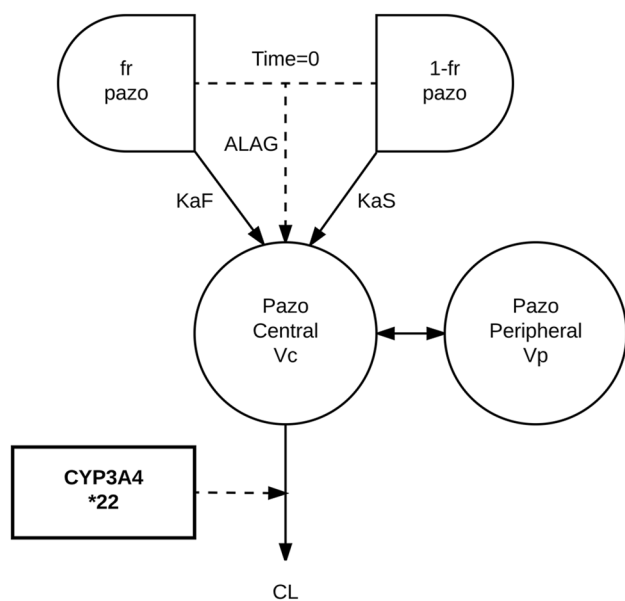 fr
pazo
Time=0
1-fr
pazo
ALAG
KaF
KaS
Pazo
Central
Vc
Pazo
Peripheral
Vp
CYP3A4
*22
CL